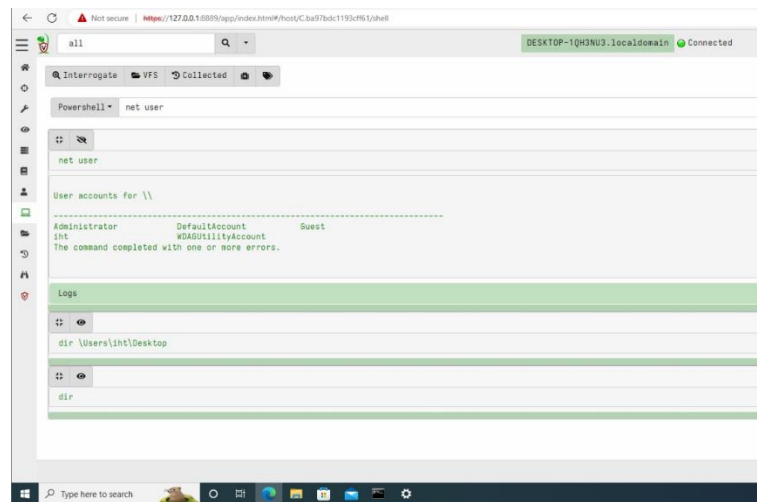 Not secure https://127.0.0.1:8889/app/index.html#/host/C.ba97bdc1193cff61/shell
all
DESKTOP-1QH3NU3.localdomain Connected
Interrogate VFS Collected
Powershell net user
net user
User accounts for \\
-------------------------------------------------------------------------------
Administrator DefaultAccount Guest
iht WDAGUtilityAccount
The command completed with one or more errors.
Logs
dir \Users\iht\Desktop
dir
Type here to search